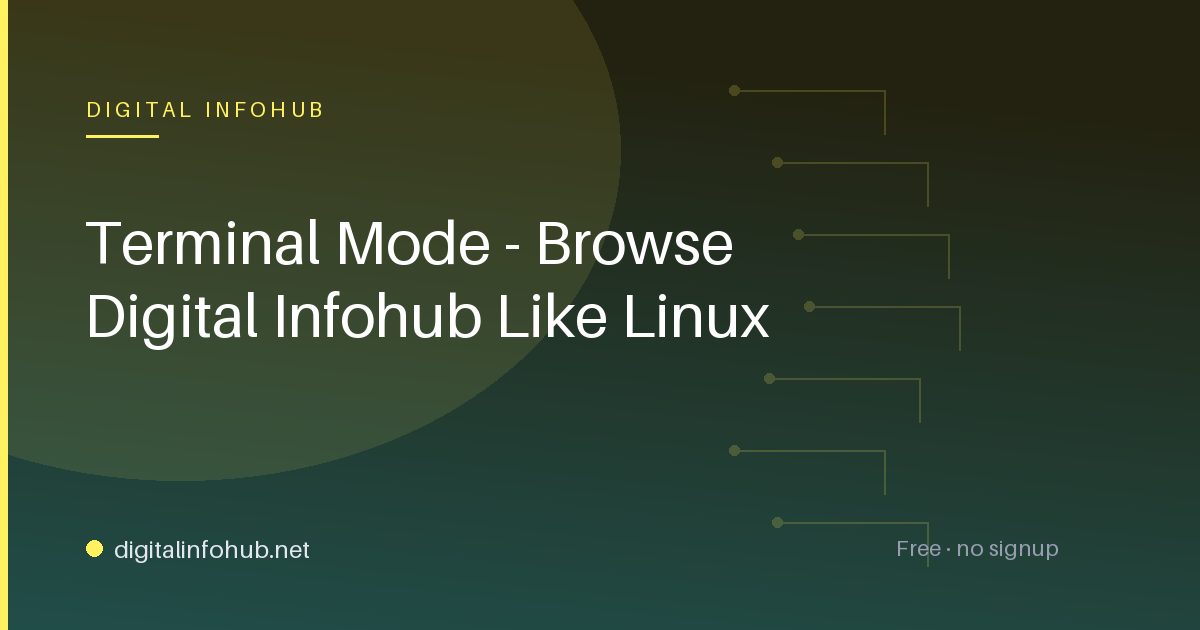 DIGITAL INFOHUB
Terminal Mode - Browse
Digital Infohub Like Linux
digitalinfohub.net
Free · no signup